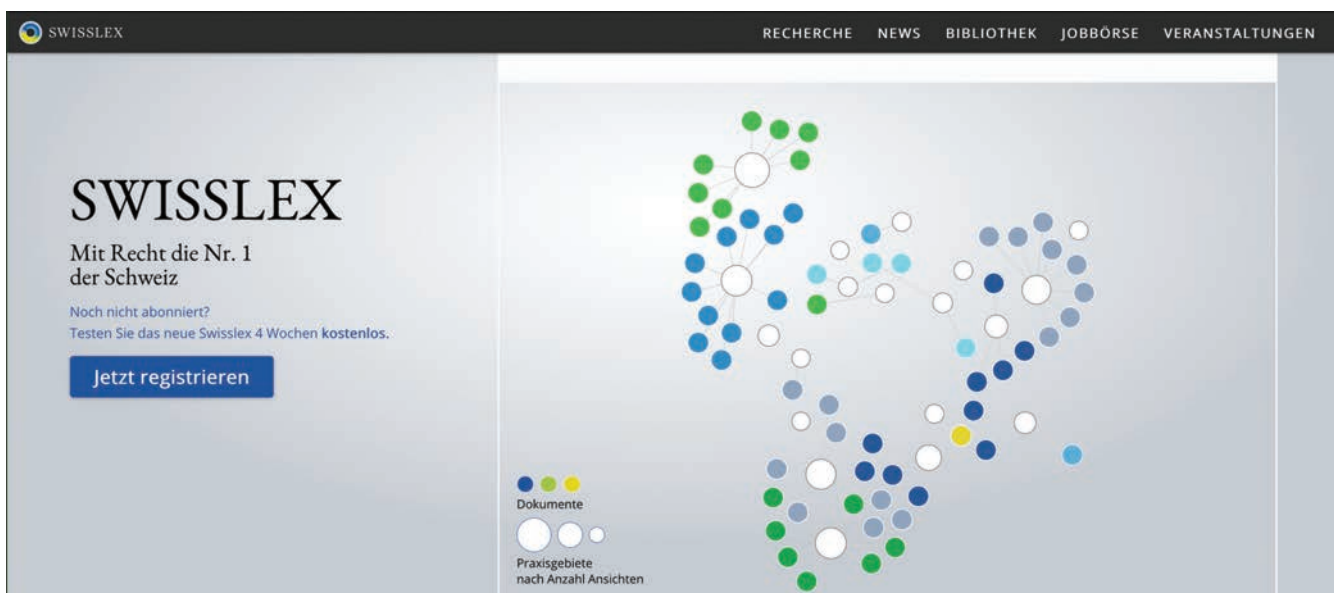 SWISSLEX
RECHERCHE NEWS BIBLIOTHEK JOBBÖRSE VERANSTALTUNGEN
SWISSLEX
Mit Recht die Nr. 1
der Schweiz
Noch nicht abonniert?
Testen Sie das neue Swisslex 4 Wochen kostenlos.
Jetzt registrieren
Dokumente
Praxisgebiete
nach Anzahl Ansichten